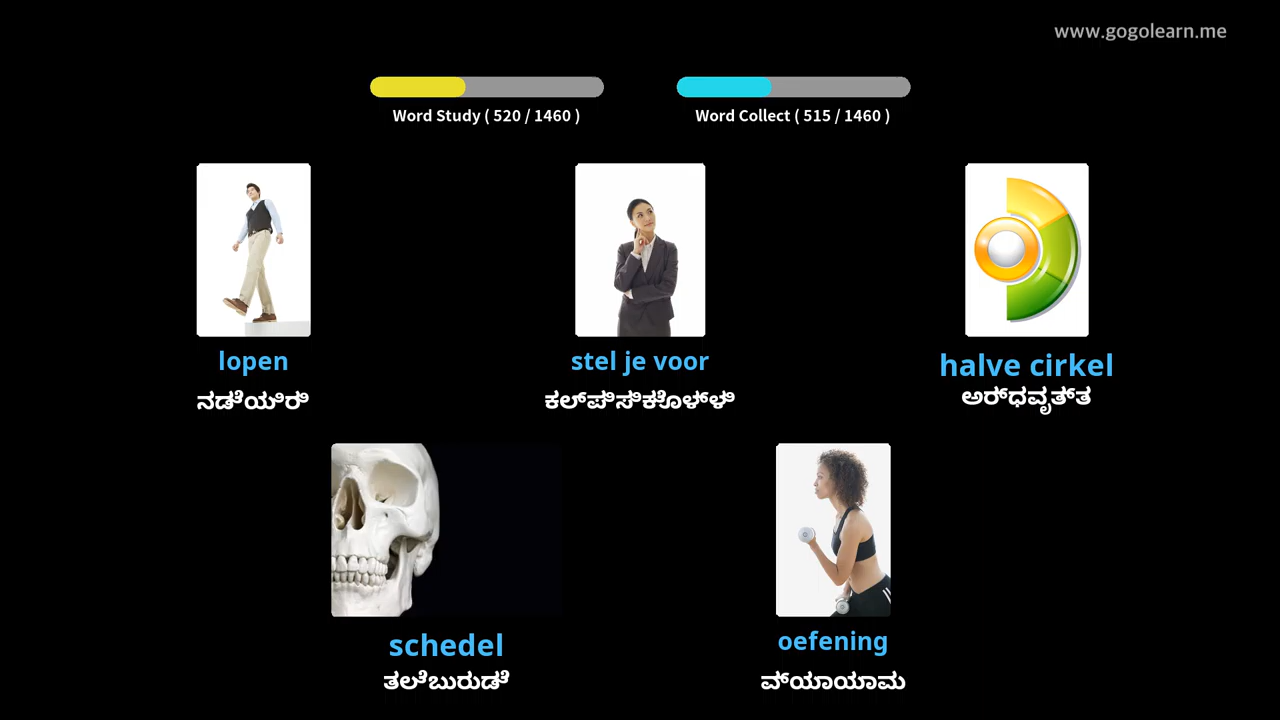 www.gogolearn.me
Word Study ( 520 / 1460 )
Word Collect ( 515 / 1460 )
lopen
stel je voor
halve cirkel
ನಡೆಯಿರಿ
ಕಲ್ಪಿಸಿಕೊಳ್ಳಿ
ಅರ್ಧವೃತ್ತ
schedel
oefening
ತಲೆಬುರುಡೆ
ವ್ಯಾಯಾಮ